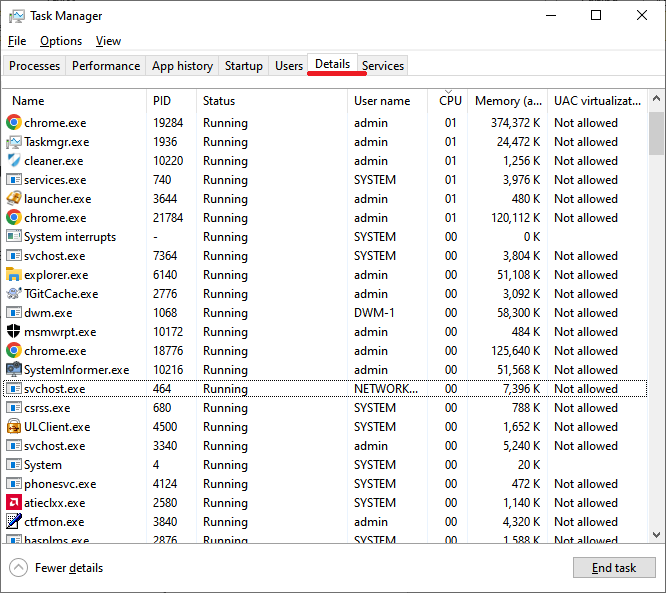 Task Manager
File Options View
Processes Performance App history Startup Users Details Services
Name PID Status User name CPU Memory (a... UAC virtualizat...
chrome.exe 19284 Running admin 01 374,372 K Not allowed
Taskmgr.exe 1936 Running admin 01 24,472 K Not allowed
cleaner.exe 10220 Running admin 01 1,256 K Not allowed
services.exe 740 Running SYSTEM 01 3,976 K Not allowed
launcher.exe 3644 Running admin 01 480 K Not allowed
chrome.exe 21784 Running admin 01 120,112 K Not allowed
System interrupts - Running SYSTEM 00 0 K
svchost.exe 7364 Running SYSTEM 00 3,804 K Not allowed
explorer.exe 6140 Running admin 00 51,108 K Not allowed
TGitCache.exe 2776 Running admin 00 3,092 K Not allowed
dwm.exe 1068 Running DWM-1 00 58,300 K Not allowed
msmwrpt.exe 10172 Running admin 00 484 K Not allowed
chrome.exe 18776 Running admin 00 125,640 K Not allowed
SystemInformer.exe 10216 Running admin 00 51,568 K Not allowed
svchost.exe 464 Running NETWORK... 00 7,396 K Not allowed
csrss.exe 680 Running SYSTEM 00 788 K Not allowed
ULClient.exe 4500 Running SYSTEM 00 1,652 K Not allowed
svchost.exe 3340 Running admin 00 5,240 K Not allowed
System 4 Running SYSTEM 00 20 K
phonesvc.exe 4124 Running SYSTEM 00 472 K Not allowed
atieclxx.exe 2580 Running SYSTEM 00 1,140 K Not allowed
ctfmon.exe 3840 Running admin 00 4,320 K Not allowed
hasplms.exe 2876 Running SYSTEM 00 1,588 K Not allowed
Fewer details End task